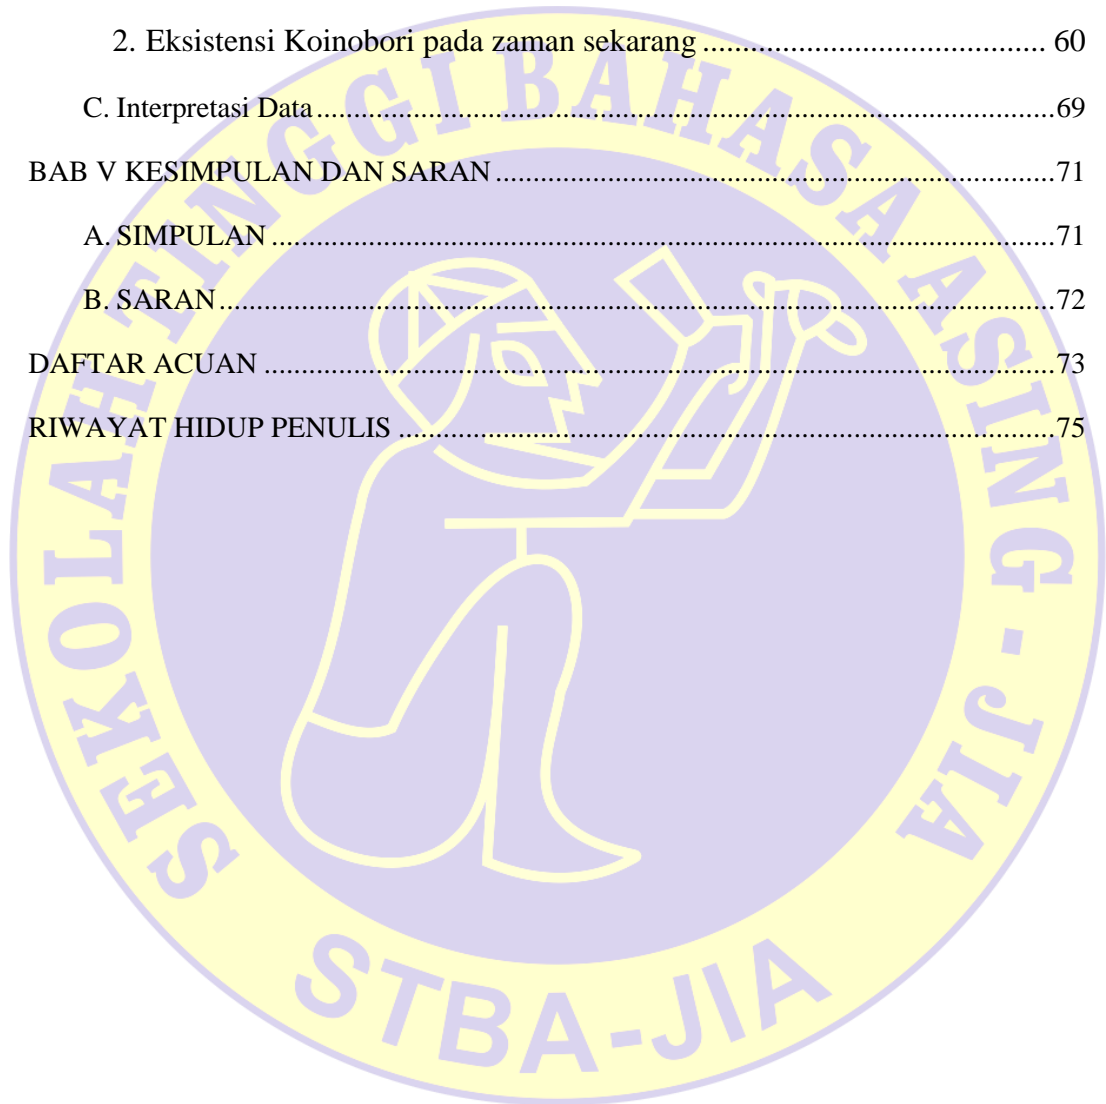 2. Eksistensi Koinobori pada zaman sekarang ..................................... 60
C. Interpretasi Data ..................................................................................69
BAB V KESIMPULAN DAN SARAN ..............................................................71
A. SIMPULAN .........................................................................................71
B. SARAN ................................................................................................72
DAFTAR ACUAN ...........................................................................................73
RIWAYAT HIDUP PENULIS ..........................................................................75
SEKOLAH TINGGI BAHASA ASING - JIA
STBA-JIA